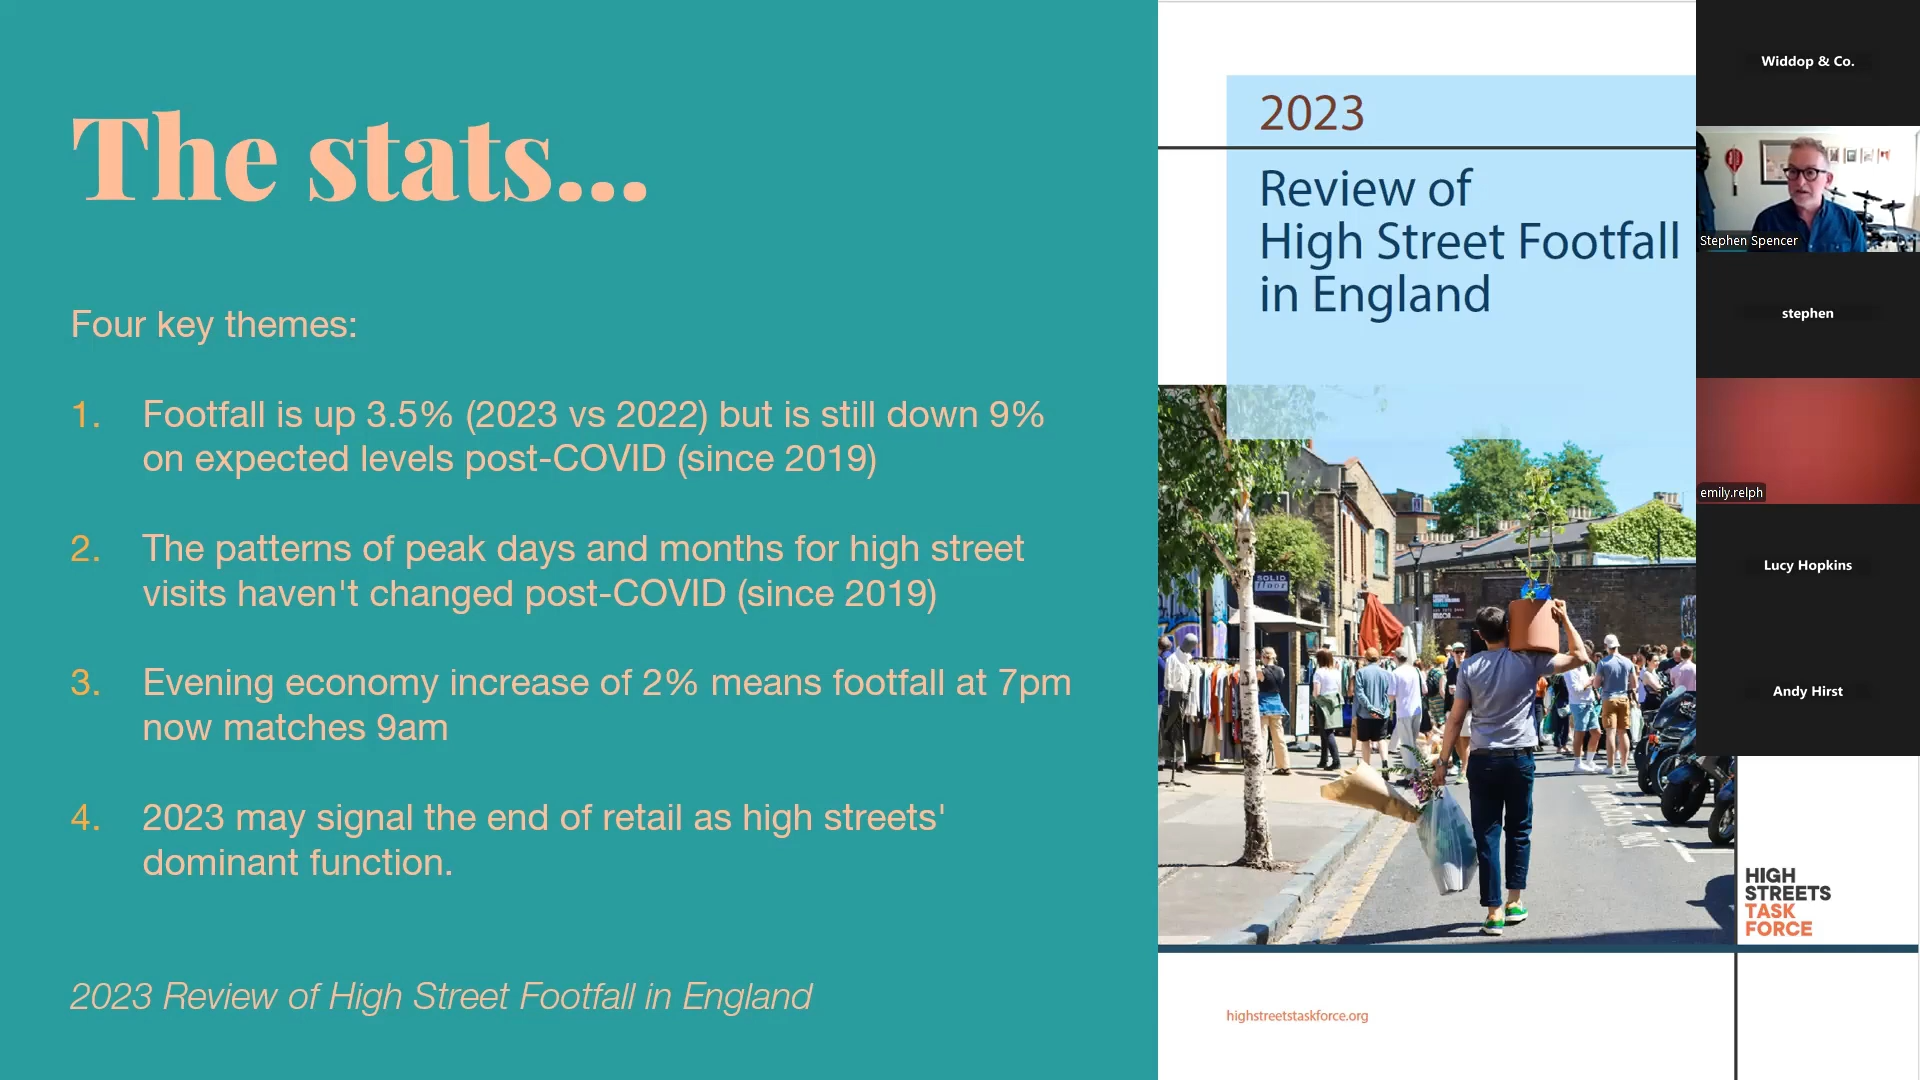 The stats...
Four key themes:
1. Footfall is up 3.5% (2023 vs 2022) but is still down 9%
on expected levels post-COVID (since 2019)
2. The patterns of peak days and months for high street
visits haven't changed post-COVID (since 2019)
3. Evening economy increase of 2% means footfall at 7pm
now matches 9am
4. 2023 may signal the end of retail as high streets'
dominant function.
2023 Review of High Street Footfall in England
2023
Review of
High Street Footfall
in England
SOLID
floor
HIGH
STREETS
TASK
FORCE
highstreetstaskforce.org
Widdop & Co.
Stephen Spencer
stephen
emily.relph
Lucy Hopkins
Andy Hirst